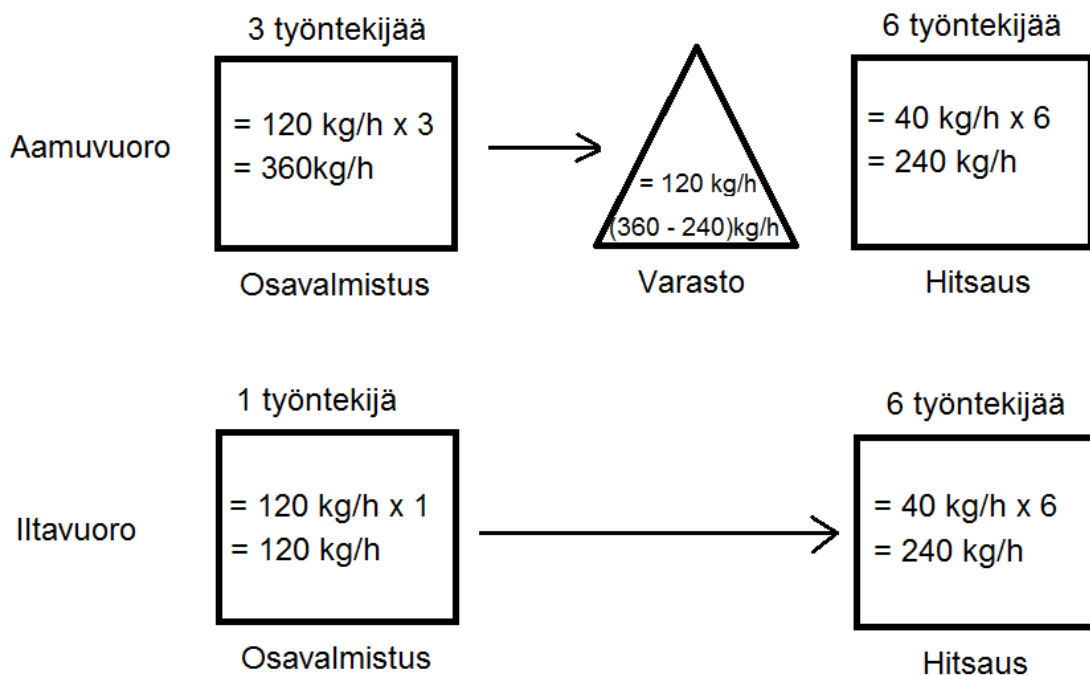 3 työntekijää
6 työntekijää
Aamuvuoro
= 120 kg/h x 3
= 360kg/h
= 120 kg/h
(360 - 240)kg/h
= 40 kg/h x 6
= 240 kg/h
Osavalmistus
Varasto
Hitsaus
1 työntekijä
6 työntekijää
Iltavuoro
= 120 kg/h x 1
= 120 kg/h
= 40 kg/h x 6
= 240 kg/h
Osavalmistus
Hitsaus